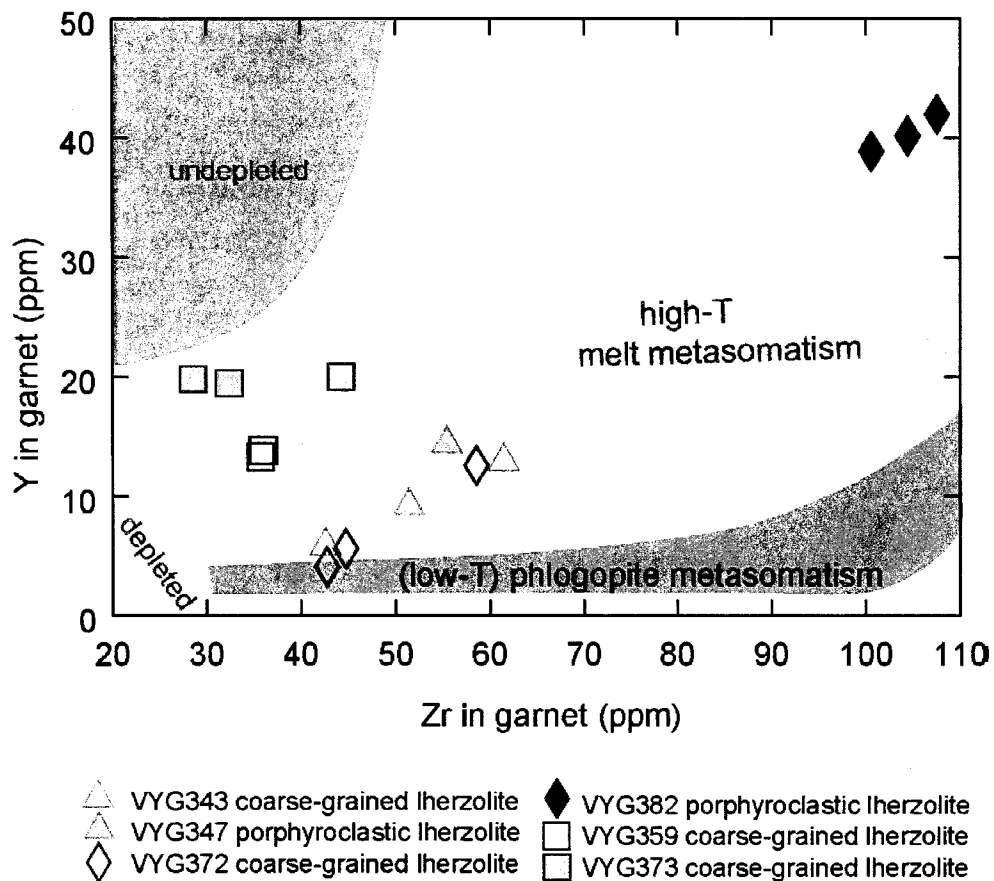 50
40
30
20
10
0
Y in garnet (ppm)
undepleted
high-T
melt metasomatism
depleted
(low-T) phlogopite metasomatism
20 30 40 50 60 70 80 90 100 110
Zr in garnet (ppm)
VYG343 coarse-grained lherzolite
VYG347 porphyroclastic lherzolite
VYG372 coarse-grained lherzolite
VYG382 porphyroclastic lherzolite
VYG359 coarse-grained lherzolite
VYG373 coarse-grained lherzolite